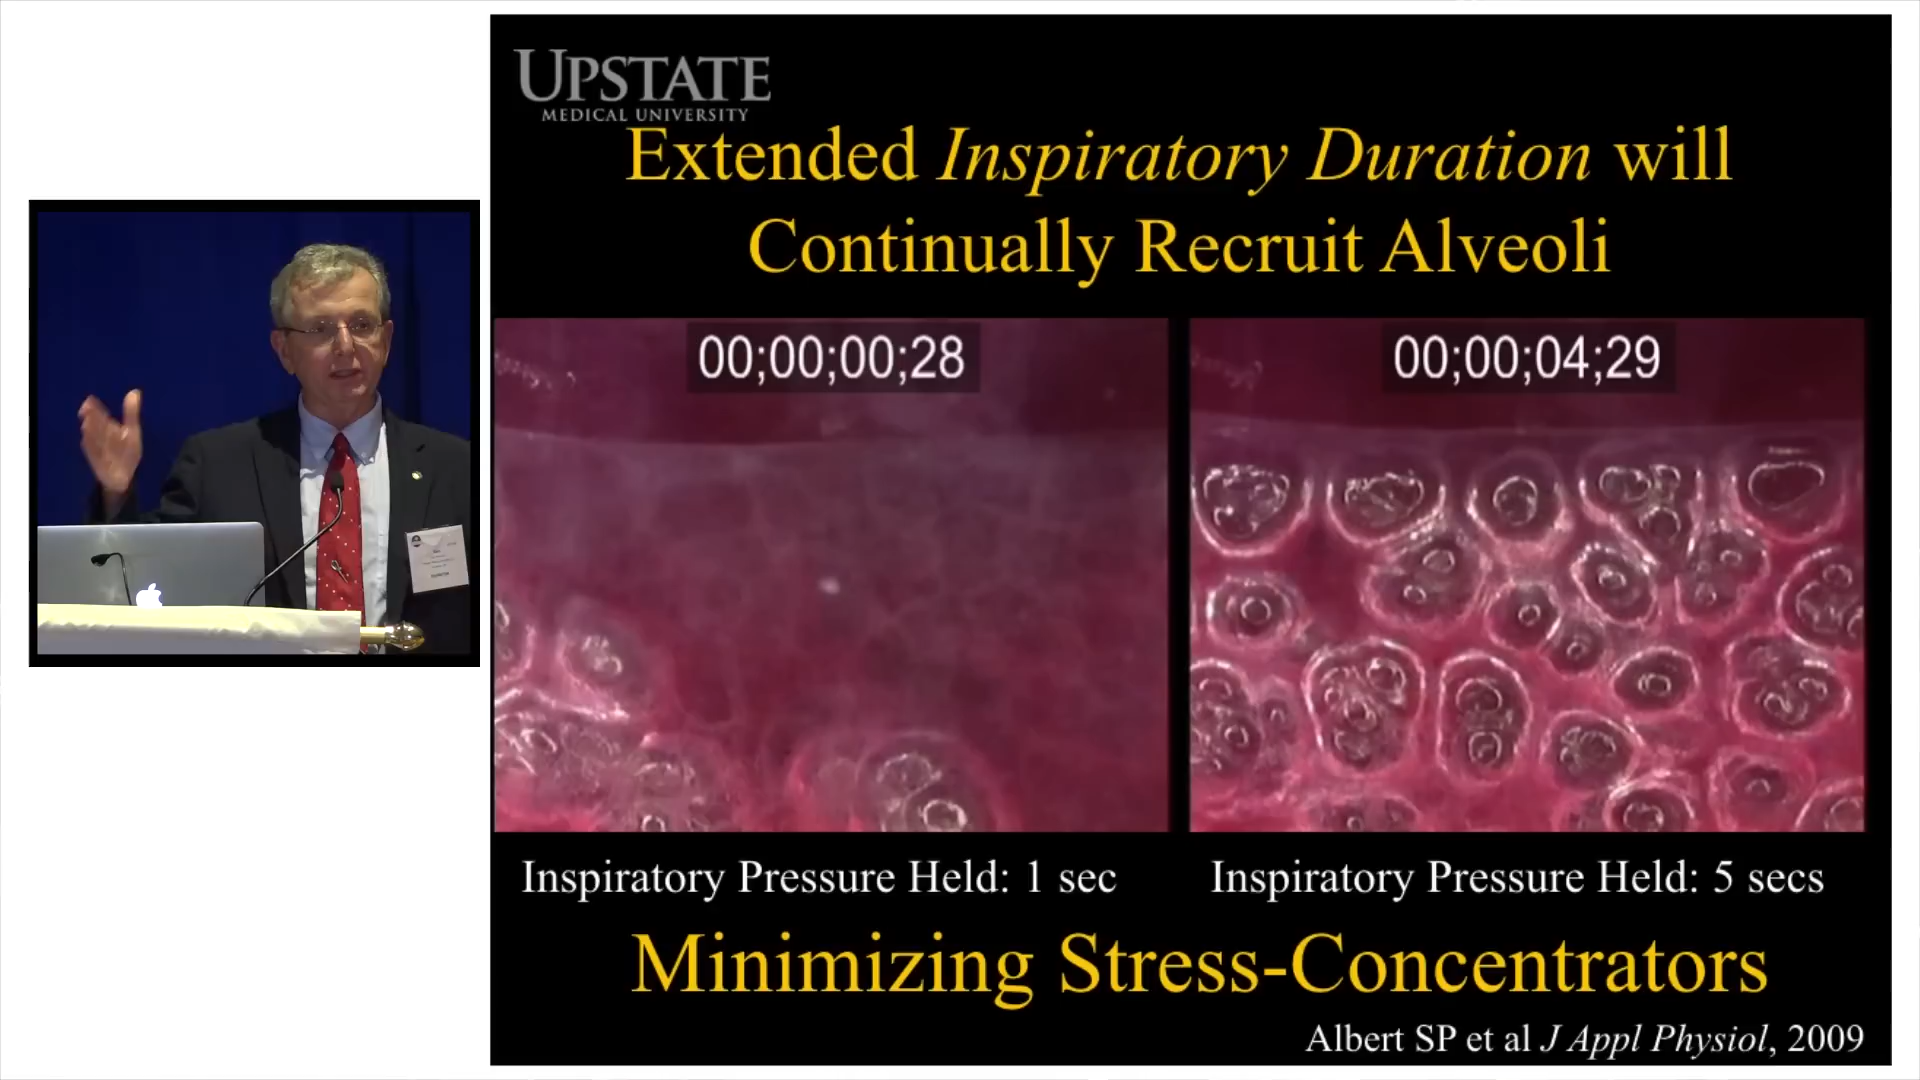 UPSTATE
MEDICAL UNIVERSITY
Extended Inspiratory Duration will
Continually Recruit Alveoli
00;00;00;28
00;00;04;29
Inspiratory Pressure Held: 1 sec
Inspiratory Pressure Held: 5 secs
Minimizing Stress-Concentrators
Albert SP et al J Appl Physiol, 2009